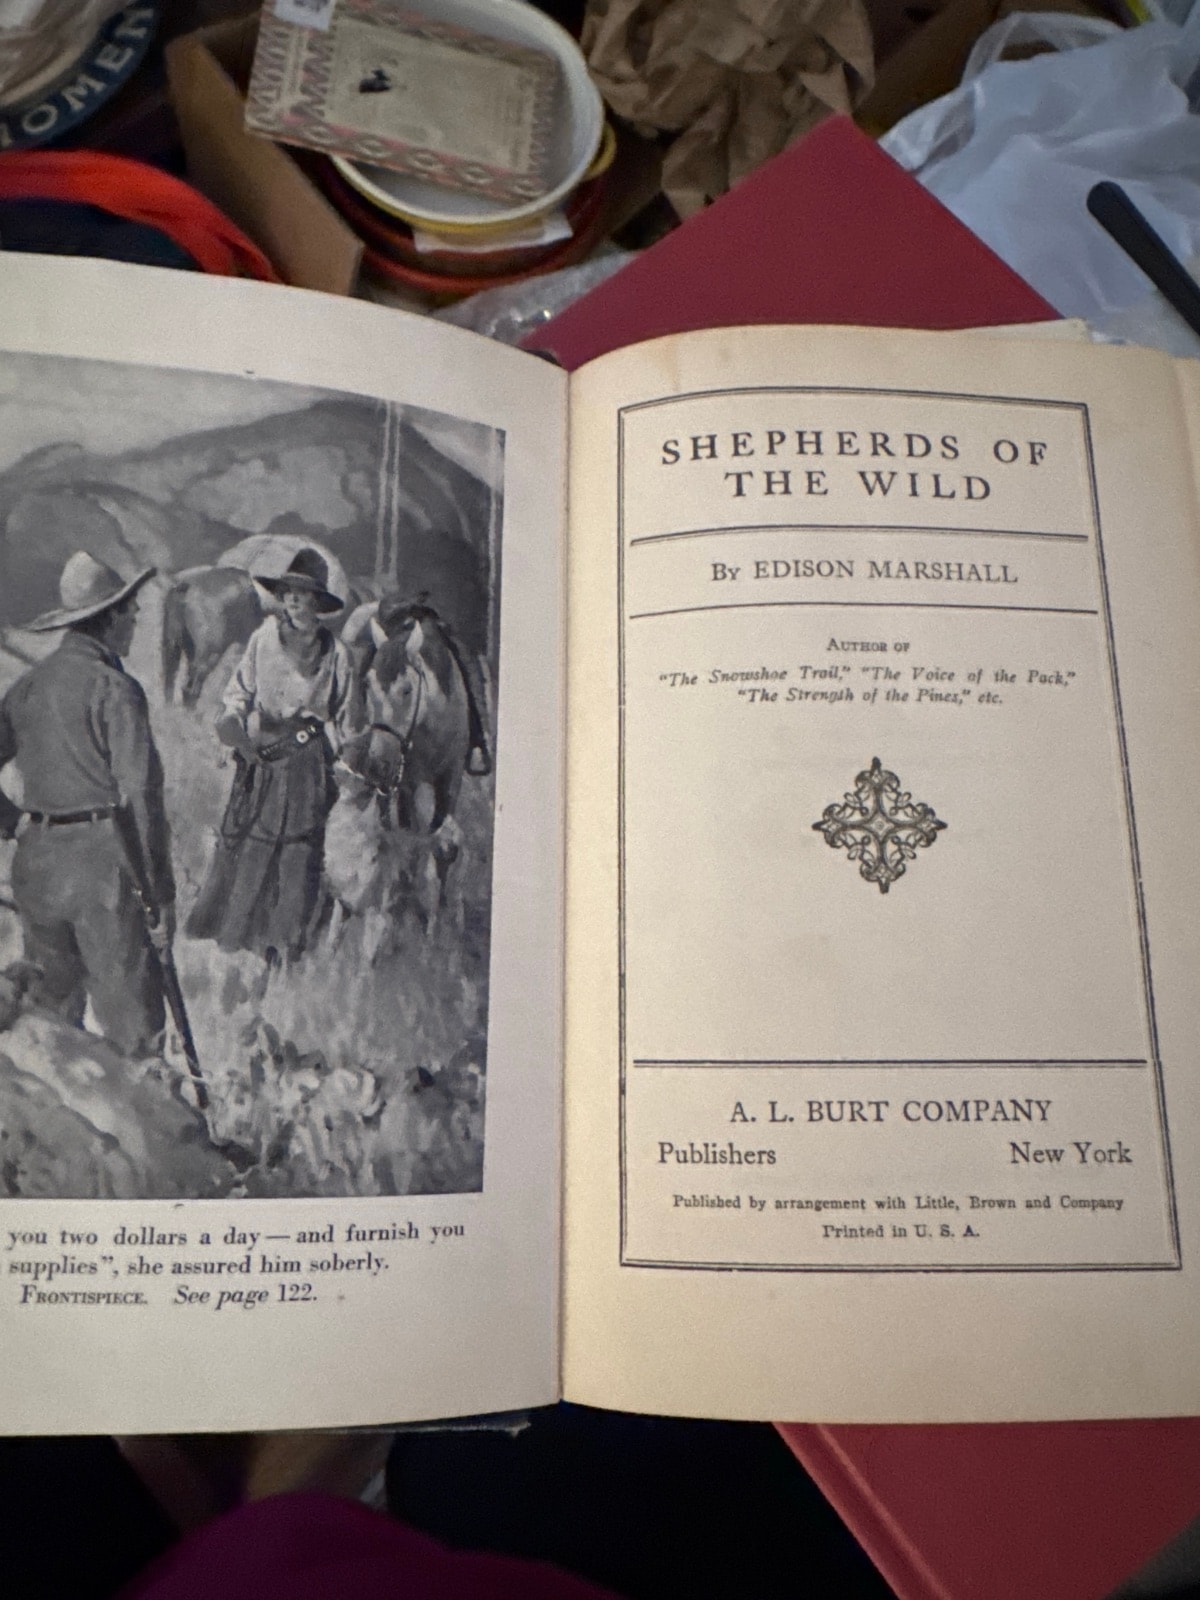 OMEN
you two dollars a day — and furnish you
supplies", she assured him soberly.
FRONTISPIECE. See page 122.
SHEPHERDS OF
THE WILD
By EDISON MARSHALL
AUTHOR OF
"The Snowshoe Trail," "The Voice of the Pack,"
"The Strength of the Pines," etc.
A. L. BURT COMPANY
Publishers New York
Published by arrangement with Little, Brown and Company
Printed in U. S. A.